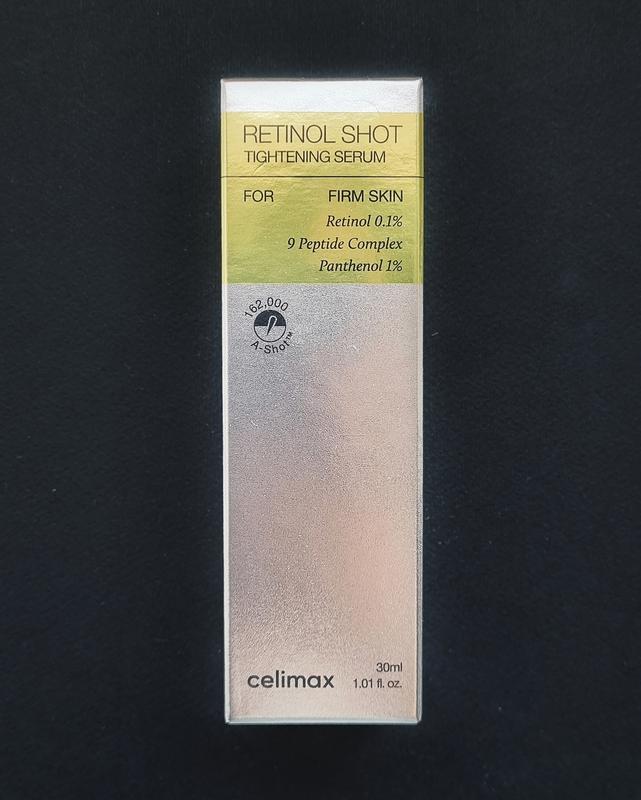 RETINOL SHOT
TIGHTENING SERUM
FOR FIRM SKIN
Retinol 0.1%
9 Peptide Complex
Panthenol 1%
162,000
A-Shot™
celimax
30ml
1.01 fl. oz.